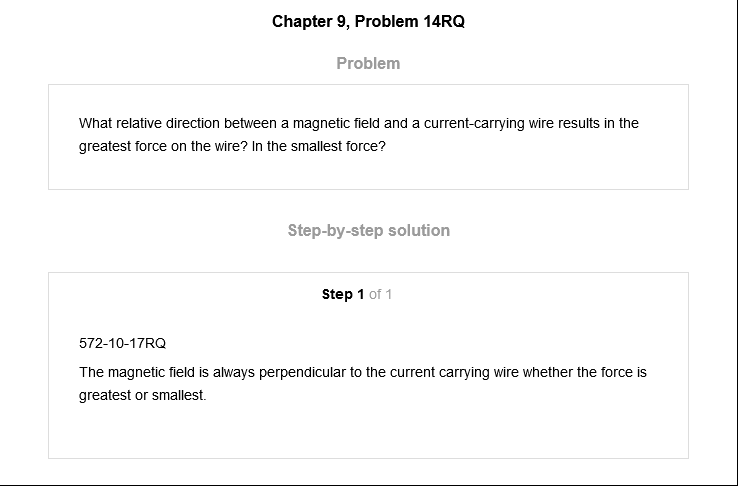 Chapter 9, Problem 14RQ
Problem
What relative direction between a magnetic field and a current-carrying wire results in the
greatest force on the wire? In the smallest force?
Step-by-step solution
Step 1 of 1
572-10-17RQ
The magnetic field is always perpendicular to the current carrying wire whether the force is
greatest or smallest.